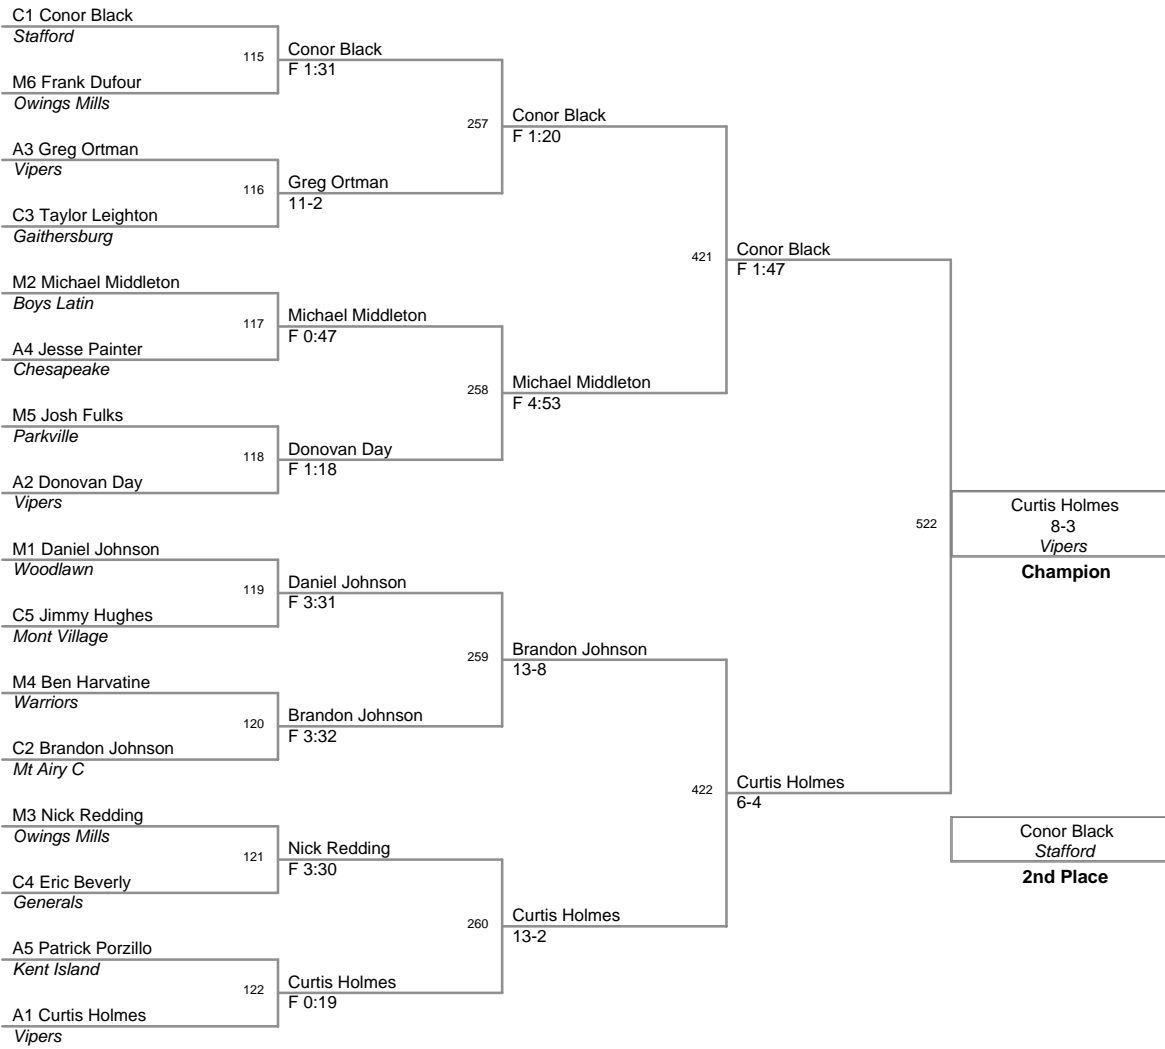 C1 Conor Black
Stafford
115
Conor Black
F 1:31
M6 Frank Dufour
Owings Mills
257
Conor Black
F 1:20
A3 Greg Ortman
Vipers
116
Greg Ortman
11-2
C3 Taylor Leighton
Gaithersburg
421
Conor Black
F 1:47
M2 Michael Middleton
Boys Latin
117
Michael Middleton
F 0:47
A4 Jesse Painter
Chesapeake
258
Michael Middleton
F 4:53
M5 Josh Fulks
Parkville
118
Donovan Day
F 1:18
A2 Donovan Day
Vipers
522
Curtis Holmes
8-3
Vipers
Champion
M1 Daniel Johnson
Woodlawn
119
Daniel Johnson
F 3:31
C5 Jimmy Hughes
Mont Village
259
Brandon Johnson
13-8
M4 Ben Harvatine
Warriors
120
Brandon Johnson
F 3:32
C2 Brandon Johnson
Mt Airy C
422
Curtis Holmes
6-4
M3 Nick Redding
Owings Mills
121
Nick Redding
F 3:30
C4 Eric Beverly
Generals
260
Curtis Holmes
13-2
A5 Patrick Porzillo
Kent Island
122
Curtis Holmes
F 0:19
A1 Curtis Holmes
Vipers
Conor Black
Stafford
2nd Place